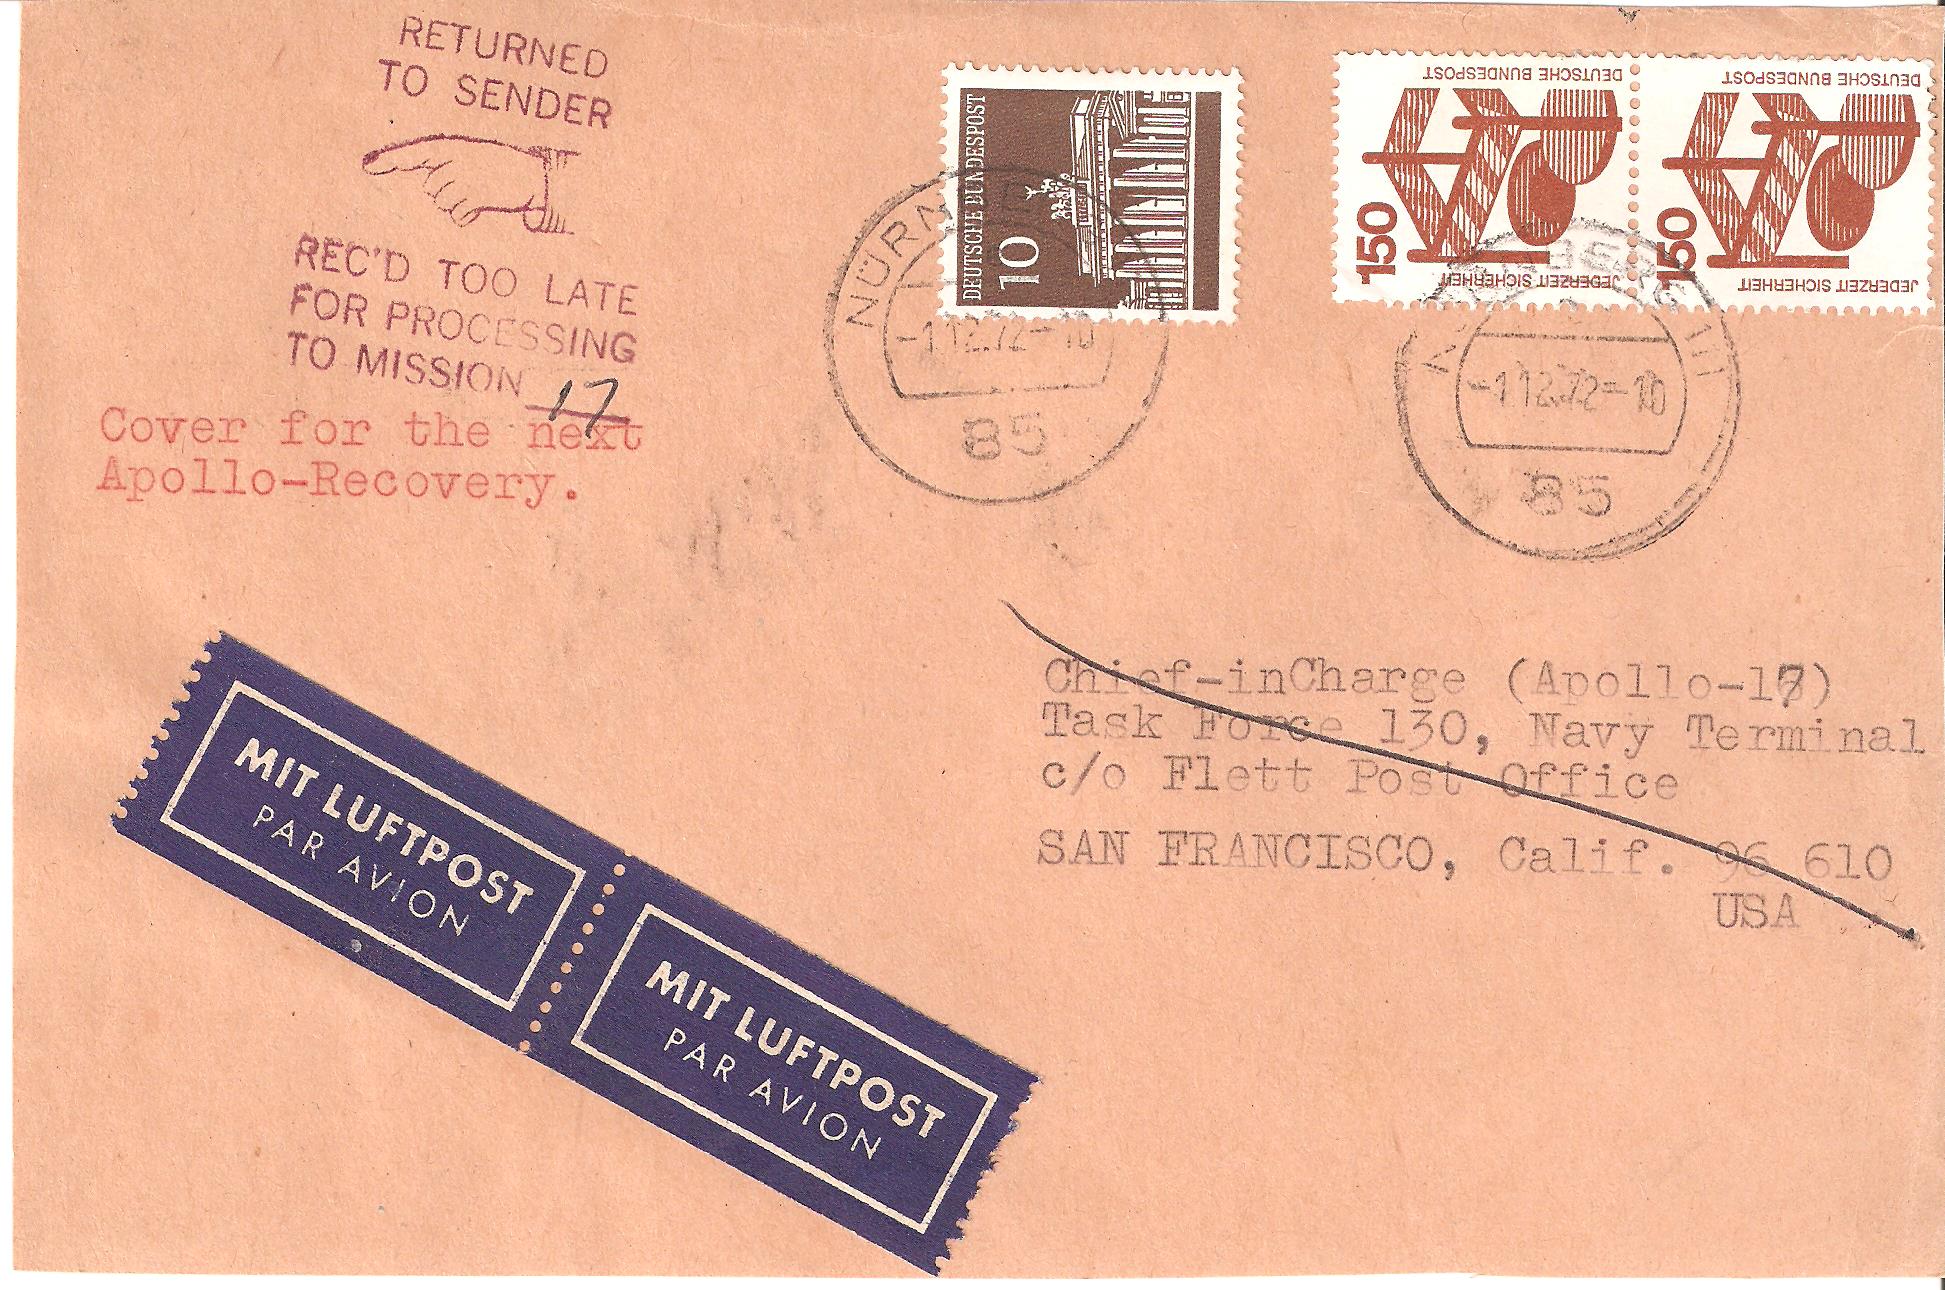 RETURNED
TO SENDER
REC'D TOO LATE
FOR PROCESSING
TO MISSION 17
Cover for the next
Apollo-Recovery.
DEUTSCHE BUNDESPOST
10
DEUTSCHE BUNDESPOST
150
JEDERZEIT SICHERHEIT
DEUTSCHE BUNDESPOST
150
JEDERZEIT SICHERHEIT
-1.12.72-10
85
-1.12.72-10
85
Chief-inCharge (Apollo-17)
Task Force 130, Navy Terminal
c/o Flett Post Office
SAN FRANCISCO, Calif. 96 610
USA
MIT LUFTPOST
PAR AVION
MIT LUFTPOST
PAR AVION